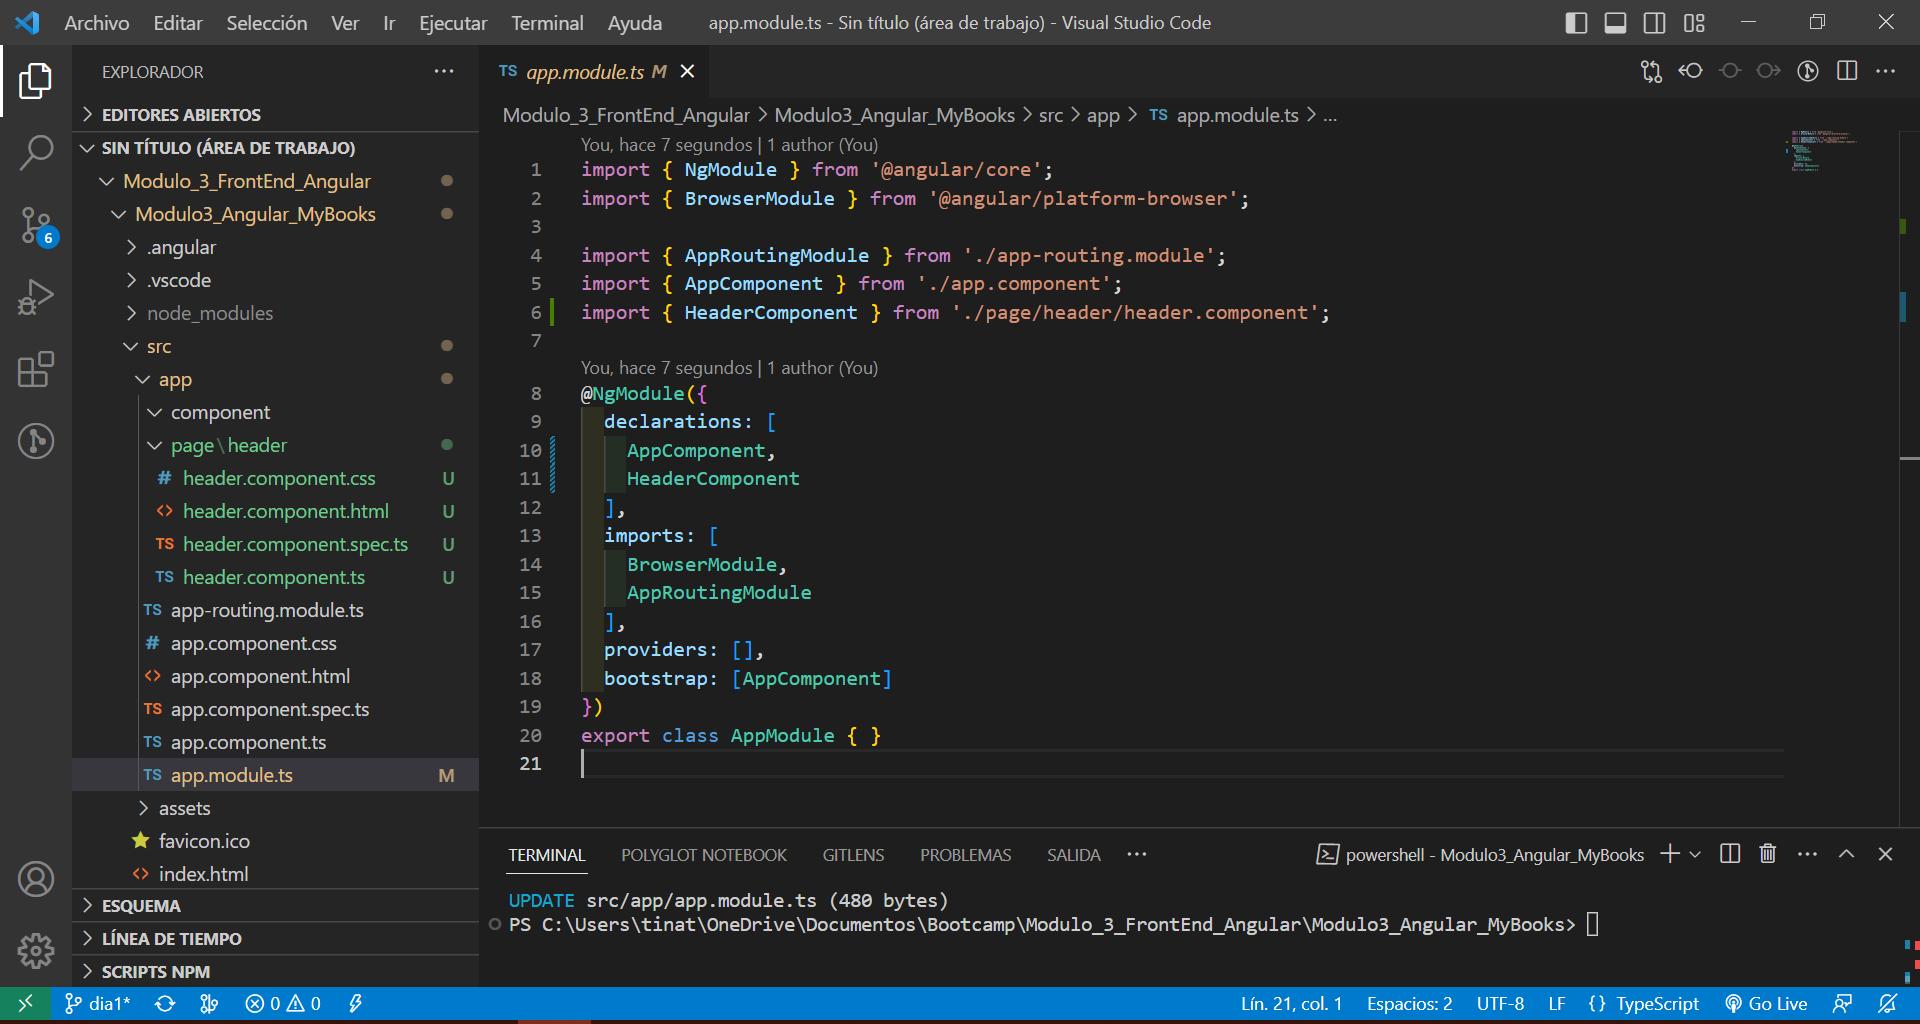 Archivo Editar Selección Ver Ir Ejecutar Terminal Ayuda app.module.ts - Sin título (área de trabajo) - Visual Studio Code
EXPLORADOR
EDITORES ABIERTOS
SIN TÍTULO (ÁREA DE TRABAJO)
Modulo_3_FrontEnd_Angular
Modulo3_Angular_MyBooks
.angular
.vscode
node_modules
src
app
component
page\header
# header.component.css U
<> header.component.html U
TS header.component.spec.ts U
TS header.component.ts U
TS app-routing.module.ts
# app.component.css
<> app.component.html
TS app.component.spec.ts
TS app.component.ts
TS app.module.ts M
assets
favicon.ico
<> index.html
ESQUEMA
LÍNEA DE TIEMPO
SCRIPTS NPM
6
TS app.module.ts M
Modulo_3_FrontEnd_Angular > Modulo3_Angular_MyBooks > src > app > TS app.module.ts > ...
You, hace 7 segundos | 1 author (You)
1 import { NgModule } from '@angular/core';
2 import { BrowserModule } from '@angular/platform-browser';
3
4 import { AppRoutingModule } from './app-routing.module';
5 import { AppComponent } from './app.component';
6 import { HeaderComponent } from './page/header/header.component';
7
You, hace 7 segundos | 1 author (You)
8 @NgModule({
9 declarations: [
10 AppComponent,
11 HeaderComponent
12 ],
13 imports: [
14 BrowserModule,
15 AppRoutingModule
16 ],
17 providers: [],
18 bootstrap: [AppComponent]
19 })
20 export class AppModule { }
21
TERMINAL POLYGLOT NOTEBOOK GITLENS PROBLEMAS SALIDA powershell - Modulo3_Angular_MyBooks
UPDATE src/app/app.module.ts (480 bytes)
PS C:\Users\tinat\OneDrive\Documentos\Bootcamp\Modulo_3_FrontEnd_Angular\Modulo3_Angular_MyBooks>
dia1* 0 0 Lín. 21, col. 1 Espacios: 2 UTF-8 LF {} TypeScript Go Live